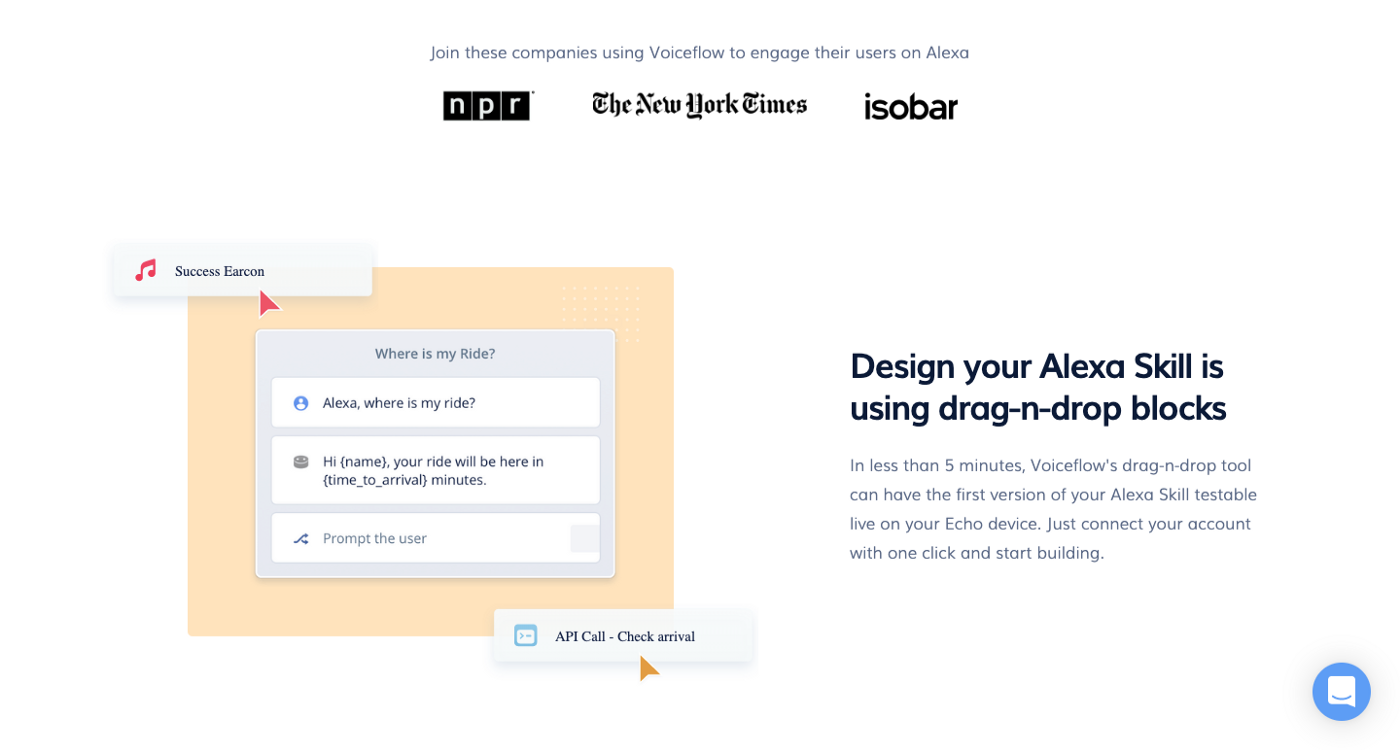 Join these companies using Voiceflow to engage their users on Alexa
npr
The New York Times
isobar
Success Earcon
Where is my Ride?
Alexa, where is my ride?
Hi {name}, your ride will be here in
{time_to_arrival} minutes.
Prompt the user
API Call - Check arrival
Design your Alexa Skill is
using drag-n-drop blocks
In less than 5 minutes, Voiceflow's drag-n-drop tool
can have the first version of your Alexa Skill testable
live on your Echo device. Just connect your account
with one click and start building.